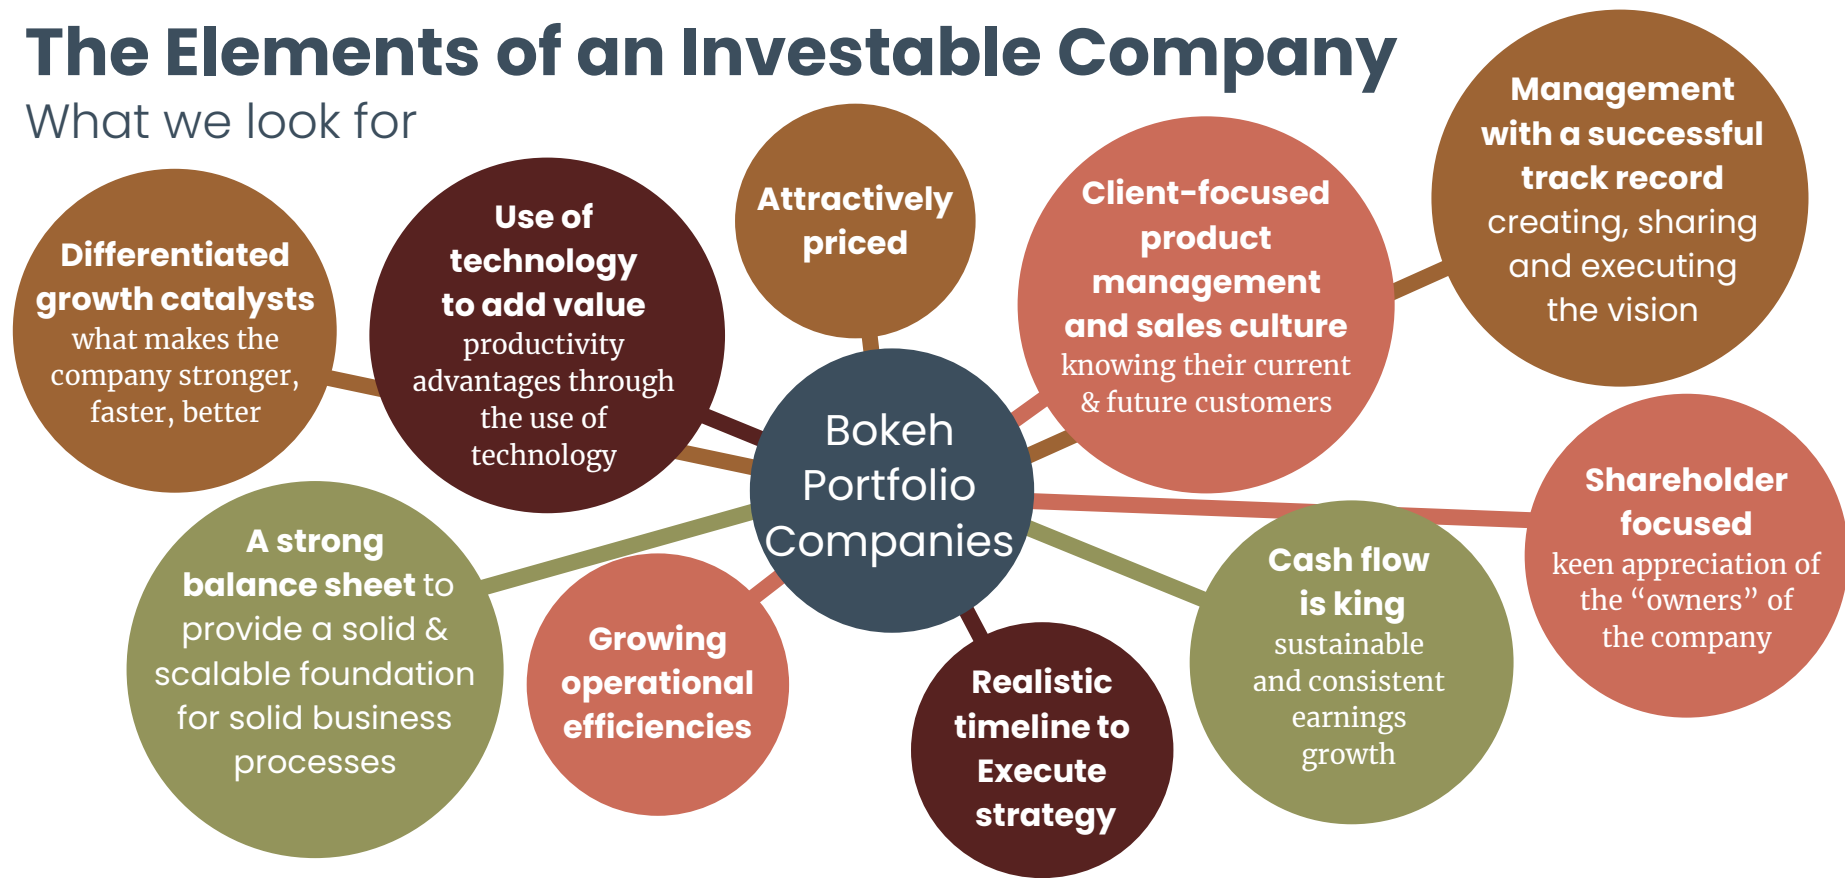 The Elements of an Investable Company
What we look for
Differentiated
growth catalysts
what makes the
company stronger,
faster, better
Use of
technology
to add value
productivity
advantages through
the use of
technology
Attractively
priced
Client-focused
product
management
and sales culture
knowing their current
& future customers
Management
with a successful
track record
creating, sharing
and executing
the vision
Bokeh
Portfolio
Companies
A strong
balance sheet to
provide a solid &
scalable foundation
for solid business
processes
Growing
operational
efficiencies
Realistic
timeline to
Execute
strategy
Cash flow
is king
sustainable
and consistent
earnings
growth
Shareholder
focused
keen appreciation of
the “owners” of
the company